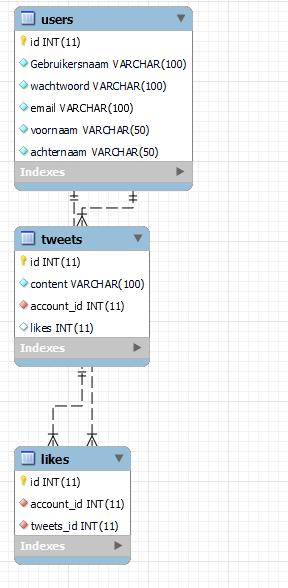 users
id INT(11)
Gebruikersnaam VARCHAR(100)
wachtwoord VARCHAR(100)
email VARCHAR(100)
voornaam VARCHAR(50)
achternaam VARCHAR(50)
Indexes
tweets
id INT(11)
content VARCHAR(100)
account_id INT(11)
likes INT(11)
Indexes
likes
id INT(11)
account_id INT(11)
tweets_id INT(11)
Indexes